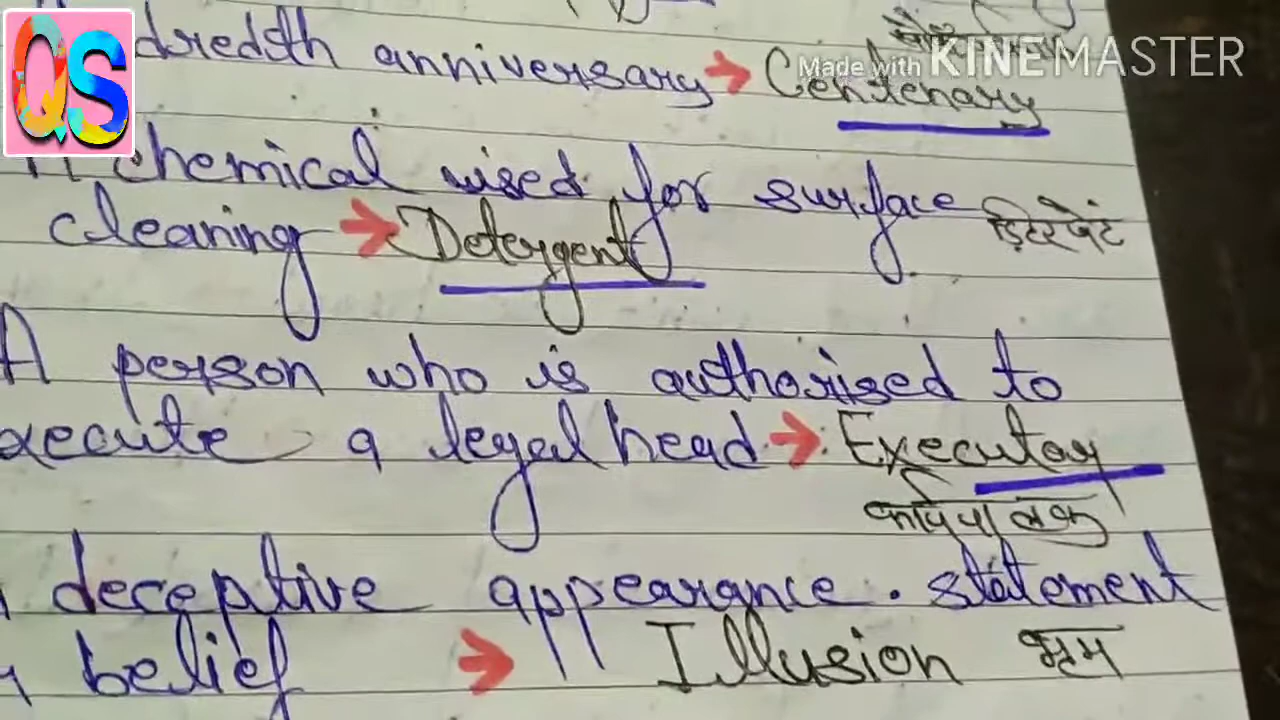 QS
dredth anniversary → Centenary
Made with KINEMASTER
A chemical used for surface
cleaning → Detergent डिटरजेंट
A person who is authorised to
xecute a legal head → Executor
deceptive appearance. statement
belief → Illusion भ्रम